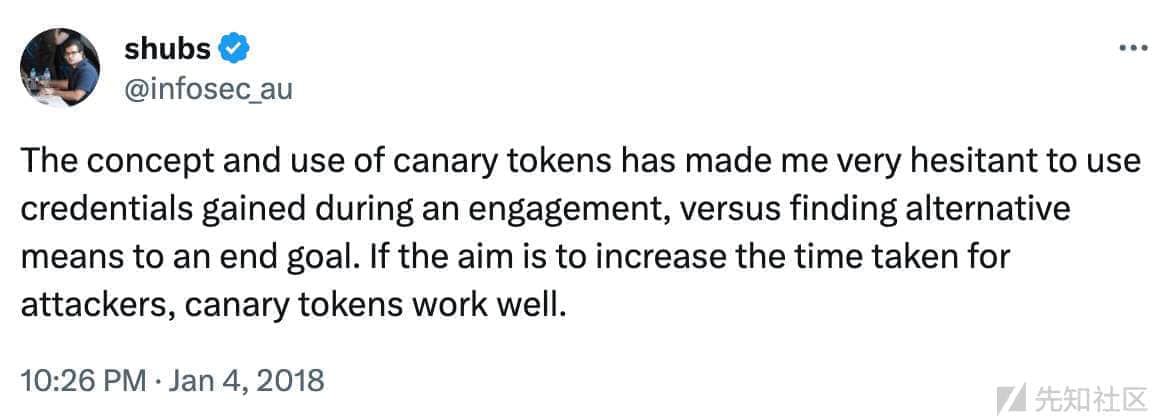 shubs
@infosec_au
The concept and use of canary tokens has made me very hesitant to use
credentials gained during an engagement, versus finding alternative
means to an end goal. If the aim is to increase the time taken for
attackers, canary tokens work well.
10:26 PM · Jan 4, 2018
先知社区